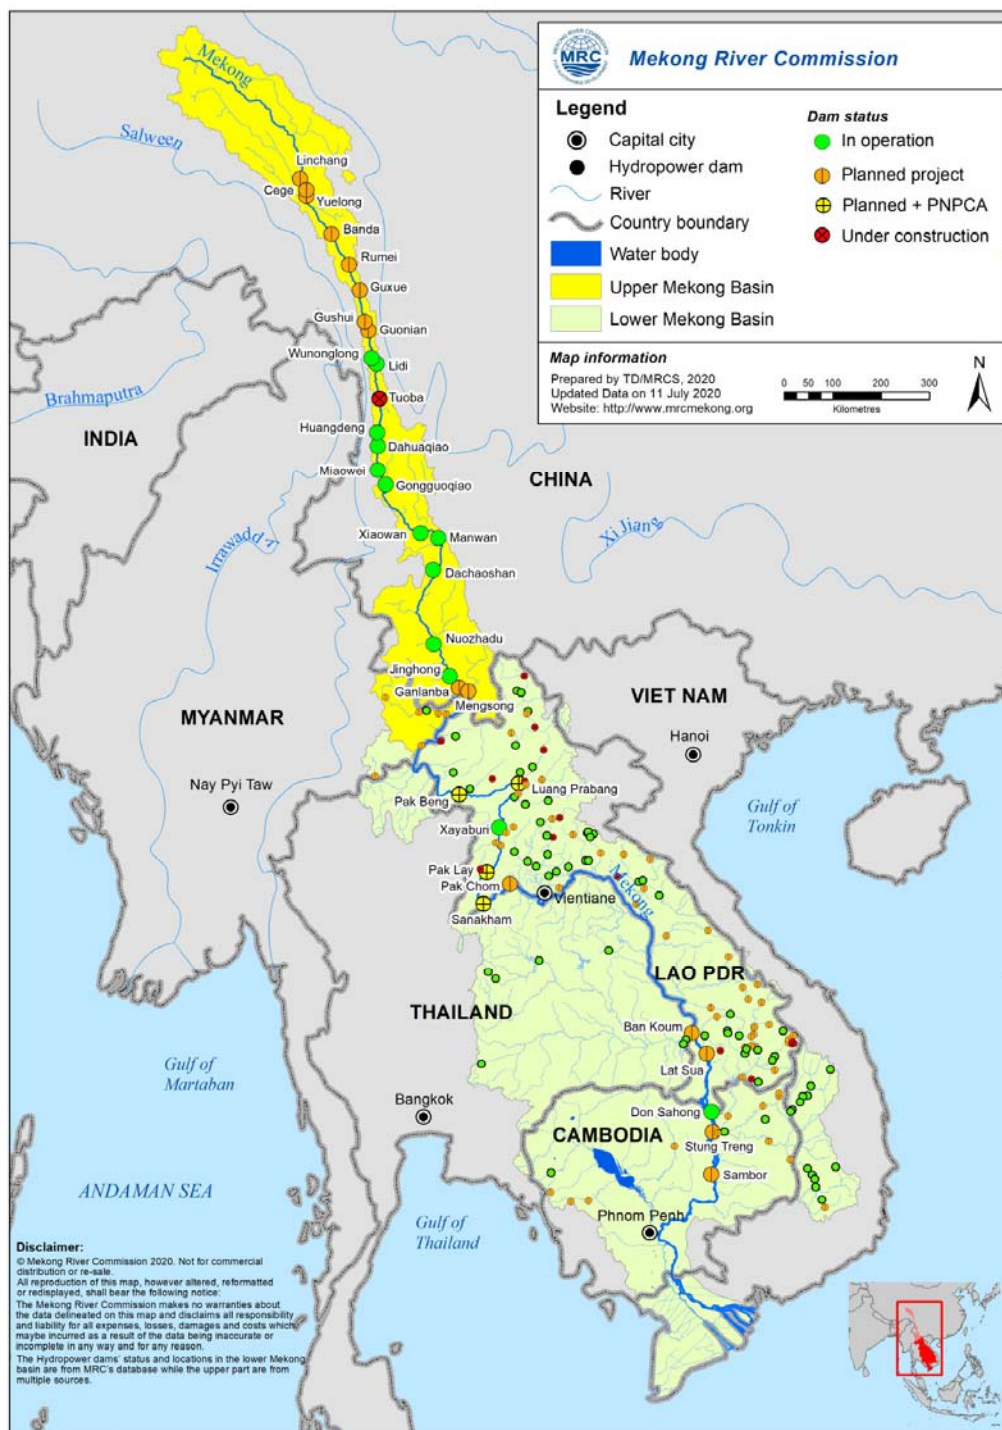 MEKONG RIVER COMMISSION
FOR SUSTAINABLE DEVELOPMENT
MRC
Mekong River Commission
Legend
Capital city
Hydropower dam
River
Country boundary
Water body
Upper Mekong Basin
Lower Mekong Basin
Dam status
In operation
Planned project
Planned + PNPCA
Under construction
Map information
Prepared by TD/MRCS, 2020
Updated Data on 11 July 2020
Website: http://www.mrcmekong.org
0 50 100 200 300
Kilometres
N
Mekong
Salween
Linchang
Cege
Yuelong
Banda
Rumei
Guxue
Gushui
Guonian
Wunonglong
Lidi
Tuoba
Brahmaputra
INDIA
Huangdeng
Dahuaqiao
Miaowei
Gongguoqiao
CHINA
Xi Jiang
Irrawaddy
Xiaowan
Manwan
Dachaoshan
Nuozhadu
Jinghong
Ganlanba
Mengsong
MYANMAR
VIET NAM
Hanoi
Nay Pyi Taw
Luang Prabang
Pak Beng
Gulf of
Tonkin
Xayaburi
Pak Lay
Pak Chom
Mekong
Vientiane
Sanakham
LAO PDR
THAILAND
Ban Koum
Gulf of
Martaban
Lat Sua
Bangkok
Don Sahong
CAMBODIA
Stung Treng
Sambor
ANDAMAN SEA
Phnom Penh
Gulf of
Thailand
Disclaimer:
© Mekong River Commission 2020. Not for commercial
distribution or re-sale.
All reproduction of this map, however altered, reformatted
or redisplayed, shall bear the following notice:
The Mekong River Commission makes no warranties about
the data delineated on this map and disclaims all responsibility
and liability for all expenses, losses, damages and costs which
maybe incurred as a result of the data being inaccurate or
incomplete in any way and for any reason.
The Hydropower dams' status and locations in the lower Mekong
basin are from MRC's database while the upper part are from
multiple sources.